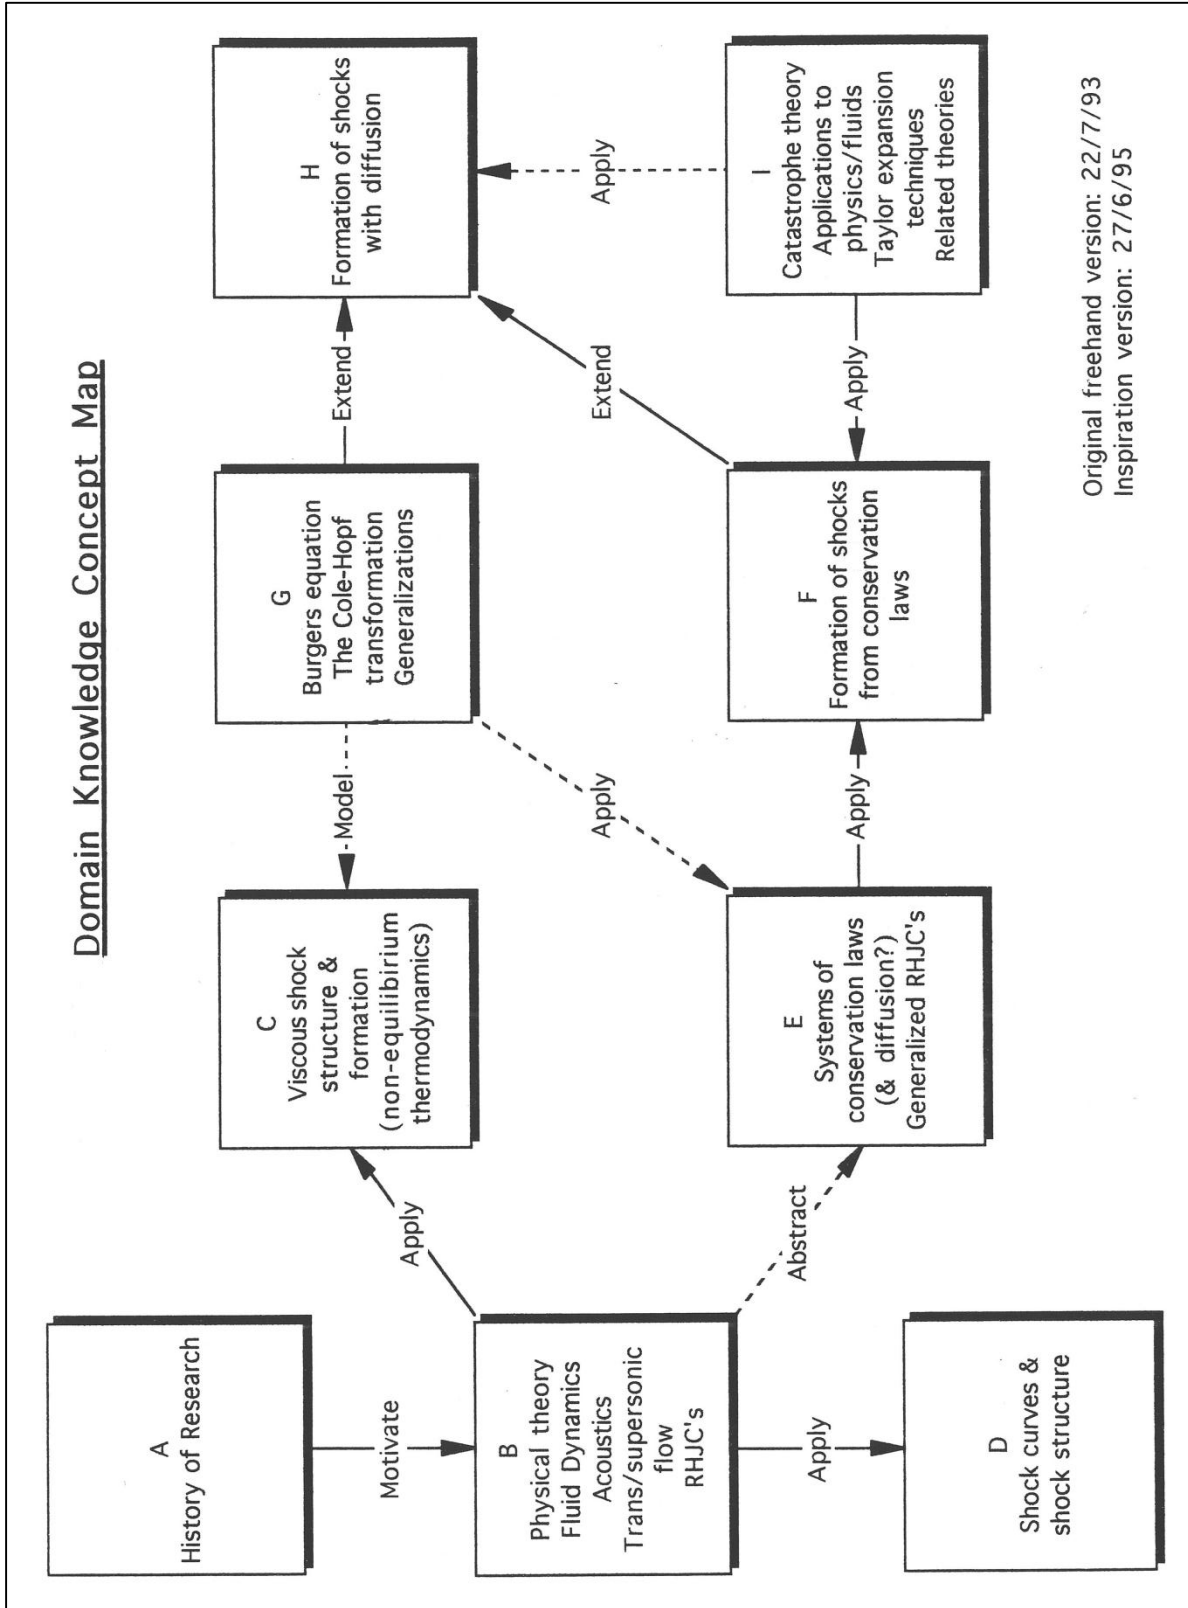 Domain Knowledge Concept Map
A
History of Research
Motivate
B
Physical theory
Fluid Dynamics
Acoustics
Trans/supersonic
flow
RHJC's
Apply
Abstract
Apply
C
Viscous shock
structure &
formation
(non-equilibirium
thermodynamics)
D
Shock curves &
shock structure
E
Systems of
conservation laws
(& diffusion?)
Generalized RHJC's
Model
Apply
Apply
G
Burgers equation
The Cole-Hopf
transformation
Generalizations
F
Formation of shocks
from conservation
laws
Extend
Extend
Apply
H
Formation of shocks
with diffusion
Apply
I
Catastrophe theory
Applications to
physics/fluids
Taylor expansion
techniques
Related theories
Original freehand version: 22/7/93
Inspiration version: 27/6/95